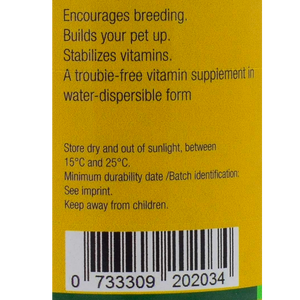 Encourages breeding.
Builds your pet up.
Stabilizes vitamins.
A trouble-free vitamin supplement in
water-dispersible form
Store dry and out of sunlight, between
15°C and 25°C.
Minimum durability date /Batch identification:
See imprint.
Keep away from children.
0 733309 202034